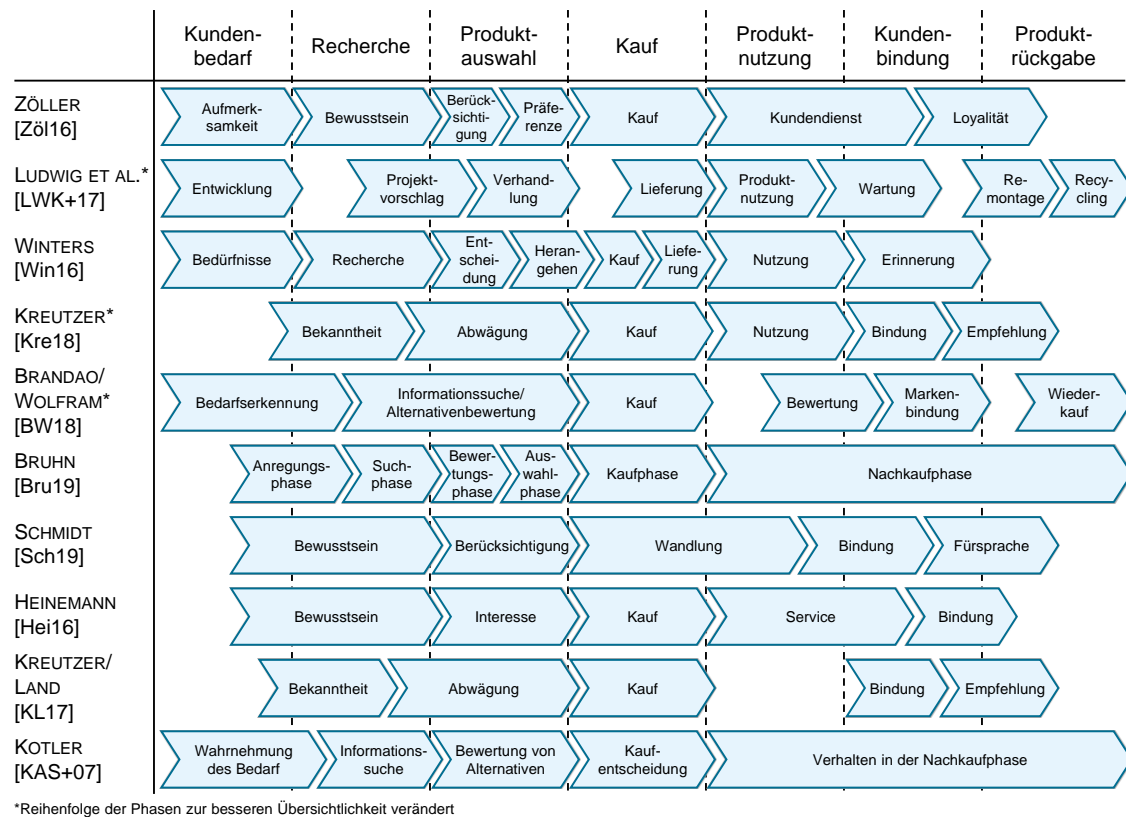 Kunden-
bedarf
Recherche
Produkt-
auswahl
Kauf
Produkt-
nutzung
Kunden-
bindung
Produkt-
rückgabe
ZÖLLER
[Zöl16]
Aufmerk-
samkeit
Bewusstsein
Berück-
sichti-
gung
Präfe-
renze
Kauf
Kundendienst
Loyalität
LUDWIG ET AL.*
[LWK+17]
Entwicklung
Projekt-
vorschlag
Verhand-
lung
Lieferung
Produkt-
nutzung
Wartung
Re-
montage
Recy-
cling
WINTERS
[Win16]
Bedürfnisse
Recherche
Ent-
scheidung
Heran-
gehen
Kauf
Liefe-
rung
Nutzung
Erinnerung
KREUTZER*
[Kre18]
Bekanntheit
Abwägung
Kauf
Nutzung
Bindung
Empfehlung
BRANDAO/
WOLFRAM*
[BW18]
Bedarfserkennung
Informationssuche/
Alternativenbewertung
Kauf
Bewertung
Marken-
bindung
Wieder-
kauf
BRUHN
[Bru19]
Anregungs-
phase
Such-
phase
Bewer-
tungs-
phase
Aus-
wahl-
phase
Kaufphase
Nachkaufphase
SCHMIDT
[Sch19]
Bewusstsein
Berücksichtigung
Wandlung
Bindung
Fürsprache
HEINEMANN
[Hei16]
Bewusstsein
Interesse
Kauf
Service
Bindung
KREUTZER/
LAND
[KL17]
Bekanntheit
Abwägung
Kauf
Bindung
Empfehlung
KOTLER
[KAS+07]
Wahrnehmung
des Bedarf
Informations-
suche
Bewertung von
Alternativen
Kauf-
entscheidung
Verhalten in der Nachkaufphase
*Reihenfolge der Phasen zur besseren Übersichtlichkeit verändert